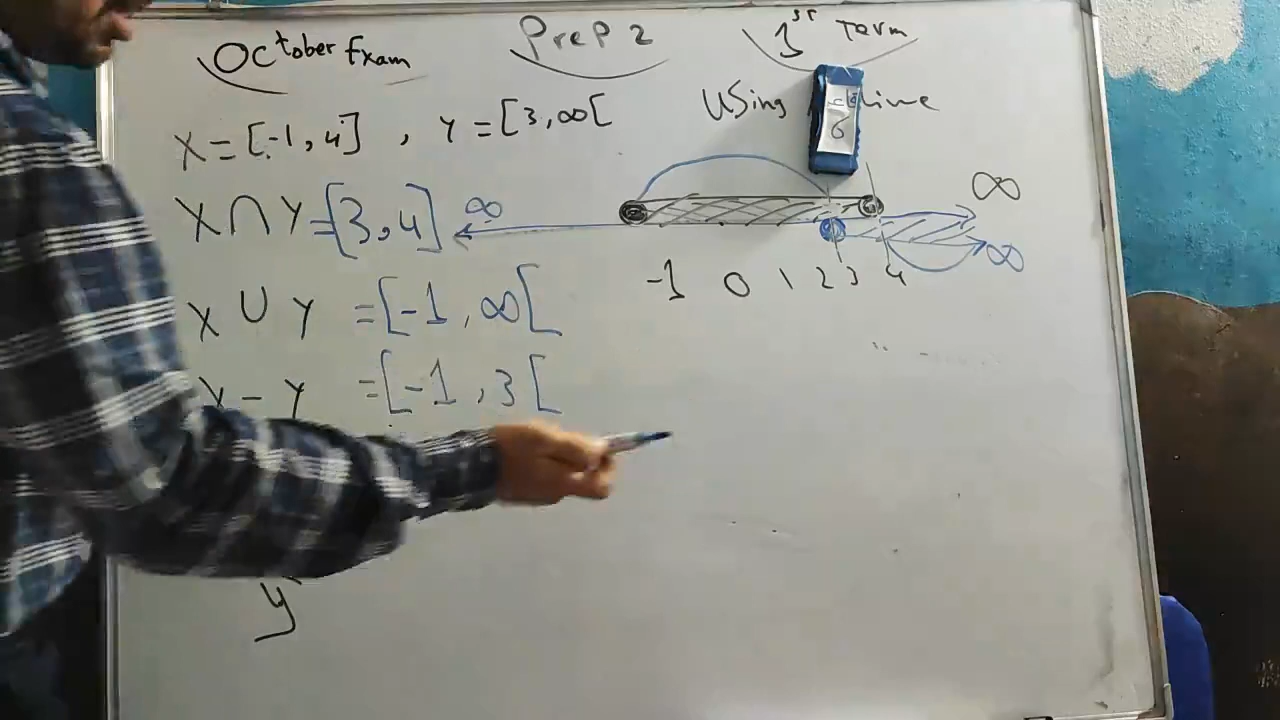 October Exam
Prep 2
1st Term
X = [-1, 4] , Y = [3, ∞[
Using line
X ∩ Y = [3, 4]
∞
∞
∞
-1 0 1 2 3 4
X ∪ Y = [-1, ∞[
X - Y = [-1, 3[
y